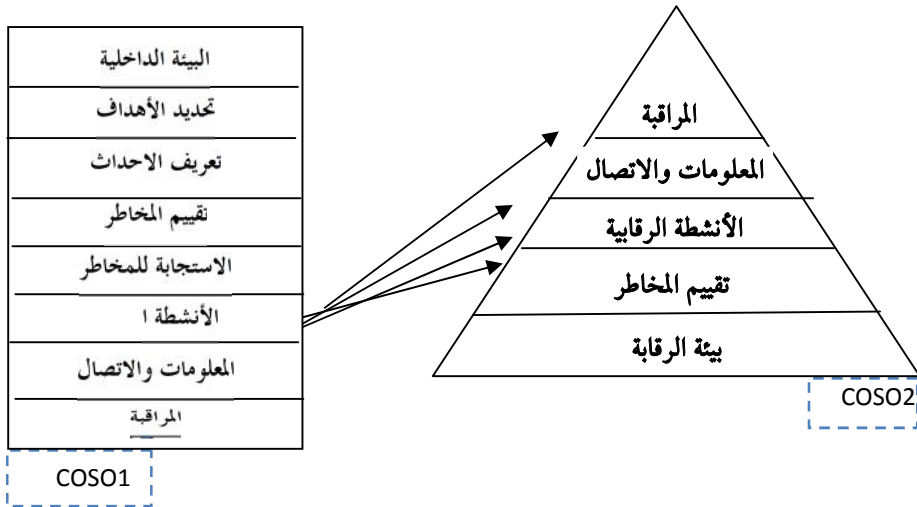 البيئة الداخلية
تحديد الأهداف
تعريف الاحداث
تقييم المخاطر
الاستجابة للمخاطر
الأنشطة ا
المعلومات والاتصال
المراقبة
COSO1
المراقبة
المعلومات والاتصال
الأنشطة الرقابية
تقييم المخاطر
بيئة الرقابة
COSO2